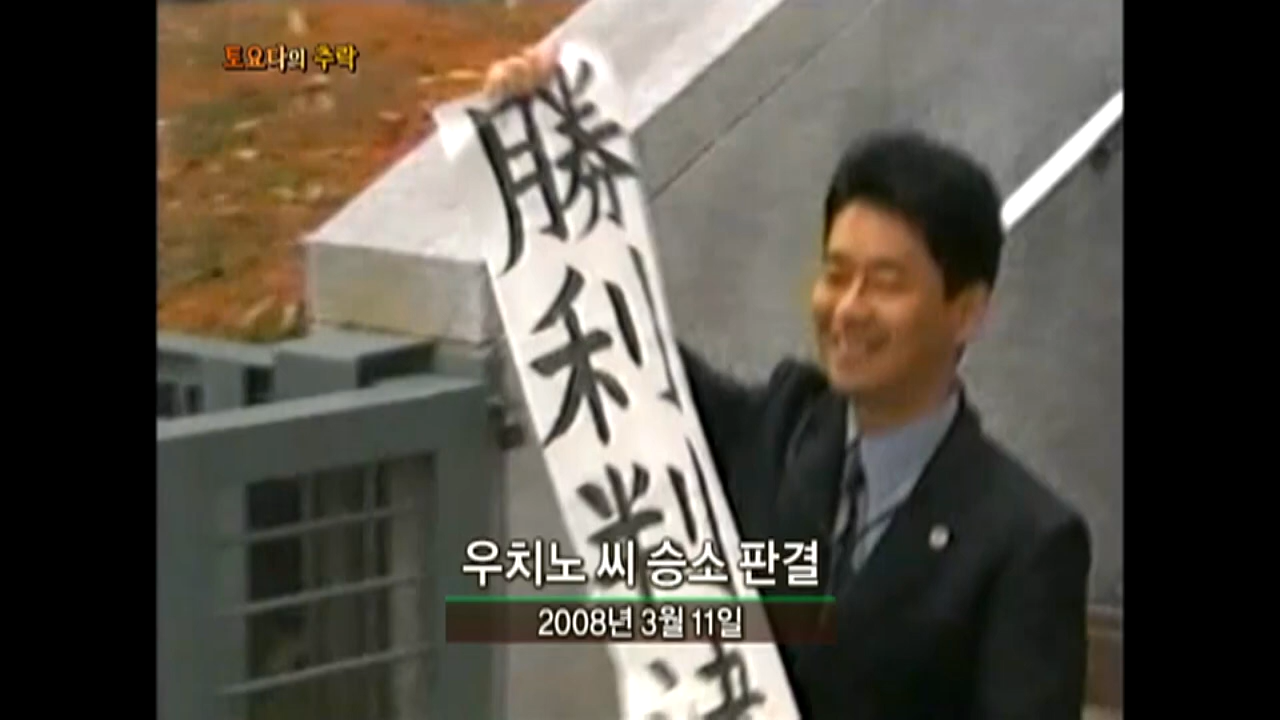 토요다의 추락
勝利判決
우치노 씨 승소 판결
2008년 3월 11일